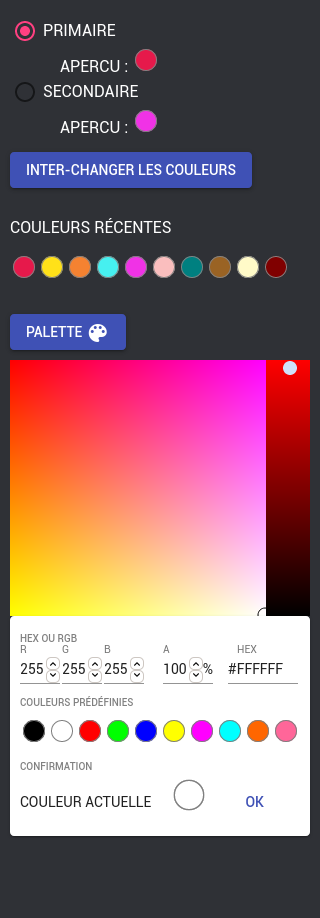 PRIMAIRE
APERCU :
SECONDAIRE
APERCU :
INTER-CHANGER LES COULEURS
COULEURS RÉCENTES
PALETTE
HEX OU RGB
R G B A HEX
255 255 255 100 % #FFFFFF
COULEURS PRÉDÉFINIES
CONFIRMATION
COULEUR ACTUELLE OK